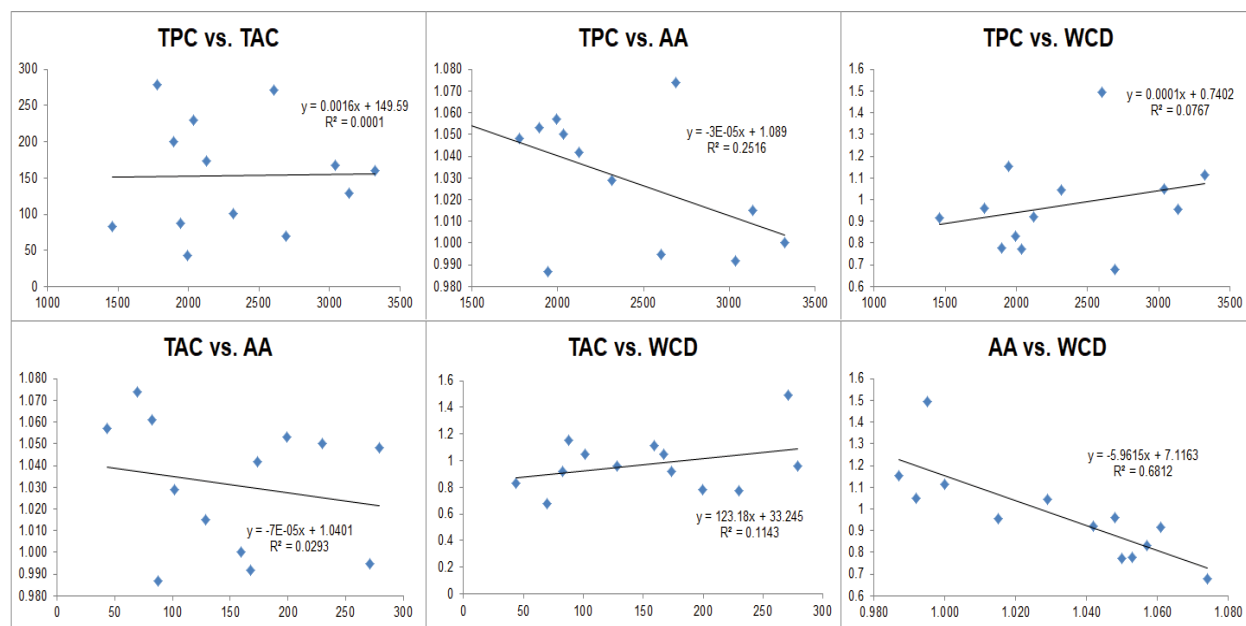 TPC vs. TAC
300
250
200
150
100
50
0
1000 1500 2000 2500 3000 3500
y = 0.0016x + 149.59
R² = 0.0001
TPC vs. AA
1.080
1.070
1.060
1.050
1.040
1.030
1.020
1.010
1.000
0.990
0.980
1500 2000 2500 3000 3500
y = -3E-05x + 1.089
R² = 0.2516
TPC vs. WCD
1.6
1.5
1.4
1.3
1.2
1.1
1
0.9
0.8
0.7
0.6
1000 1500 2000 2500 3000 3500
y = 0.0001x + 0.7402
R² = 0.0767
TAC vs. AA
1.080
1.070
1.060
1.050
1.040
1.030
1.020
1.010
1.000
0.990
0.980
0 50 100 150 200 250 300
y = -7E-05x + 1.0401
R² = 0.0293
TAC vs. WCD
1.6
1.4
1.2
1
0.8
0.6
0.4
0.2
0
0 50 100 150 200 250 300
y = 123.18x + 33.245
R² = 0.1143
AA vs. WCD
1.6
1.5
1.4
1.3
1.2
1.1
1
0.9
0.8
0.7
0.6
0.980 1.000 1.020 1.040 1.060 1.080
y = -5.9615x + 7.1163
R² = 0.6812